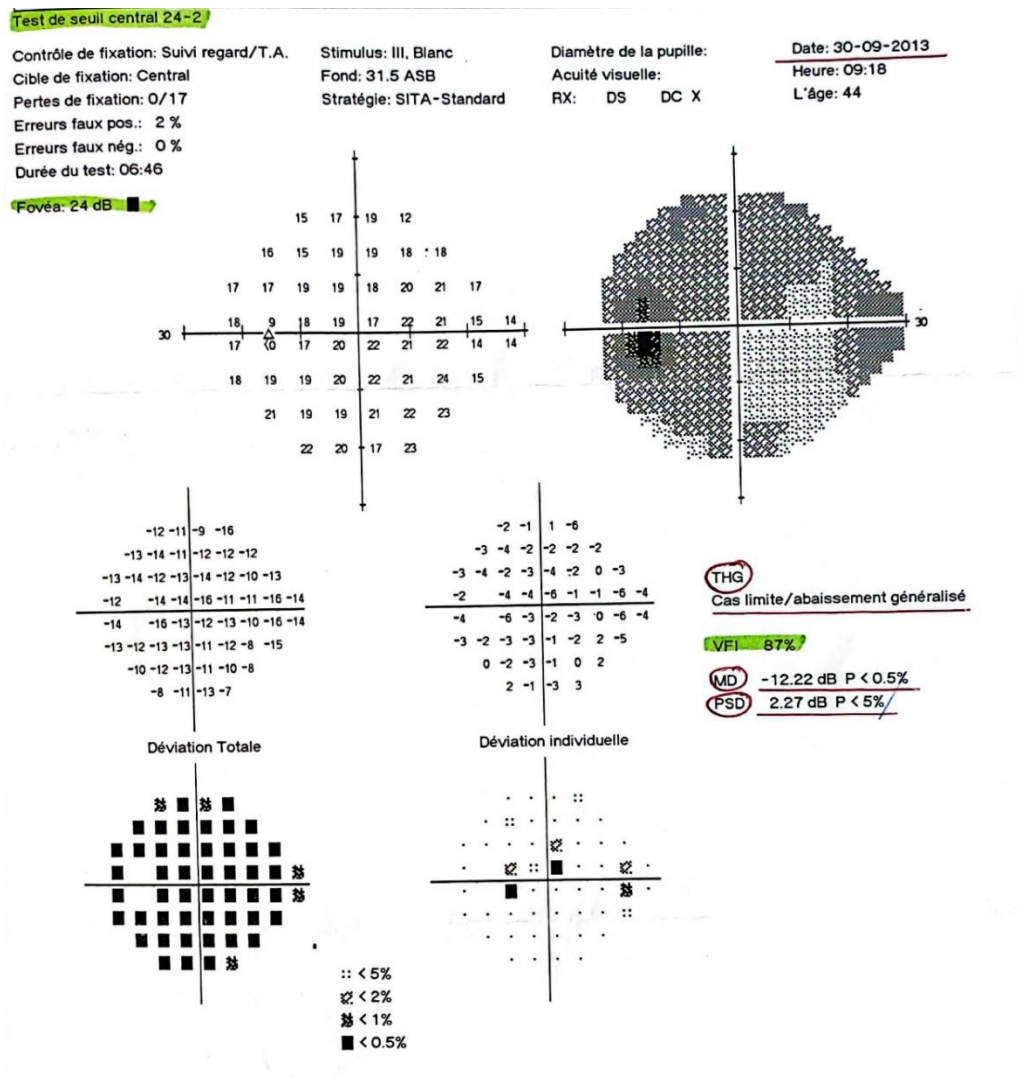 Test de seuil central 24-2
Contrôle de fixation: Suivi regard/T.A.
Cible de fixation: Central
Pertes de fixation: 0/17
Erreurs faux pos.: 2 %
Erreurs faux nég.: 0 %
Durée du test: 06:46
Fovéa: 24 dB
Stimulus: III, Blanc
Fond: 31.5 ASB
Stratégie: SITA-Standard
Diamètre de la pupille:
Acuité visuelle:
RX: DS DC X
Date: 30-09-2013
Heure: 09:18
L'âge: 44
15 17 19 12
16 15 19 19 18 18
17 17 19 19 18 20 21 17
18 9 18 19 17 22 21 15 14
30
17 <0 17 20 22 21 22 14 14
18 19 19 20 22 21 24 15
21 19 19 21 22 23
22 20 17 23
30
-12 -11 -9 -16
-13 -14 -11 -12 -12 -12
-13 -14 -12 -13 -14 -12 -10 -13
-12 -14 -14 -16 -11 -11 -16 -14
-14 -16 -13 -12 -13 -10 -16 -14
-13 -12 -13 -13 -11 -12 -8 -15
-10 -12 -13 -11 -10 -8
-8 -11 -13 -7
Déviation Totale
-2 -1 1 -6
-3 -4 -2 -2 -2 -2
-3 -4 -2 -3 -4 -2 0 -3
-2 -4 -4 -6 -1 -1 -6 -4
-4 -6 -3 -2 -3 0 -6 -4
-3 -2 -3 -3 -1 -2 2 -5
0 -2 -3 -1 0 2
2 -1 -3 3
Déviation individuelle
THG
Cas limite/abaissement généralisé
VFI 87%
MD -12.22 dB P < 0.5%
PSD 2.27 dB P < 5%
< 5%
< 2%
< 1%
< 0.5%